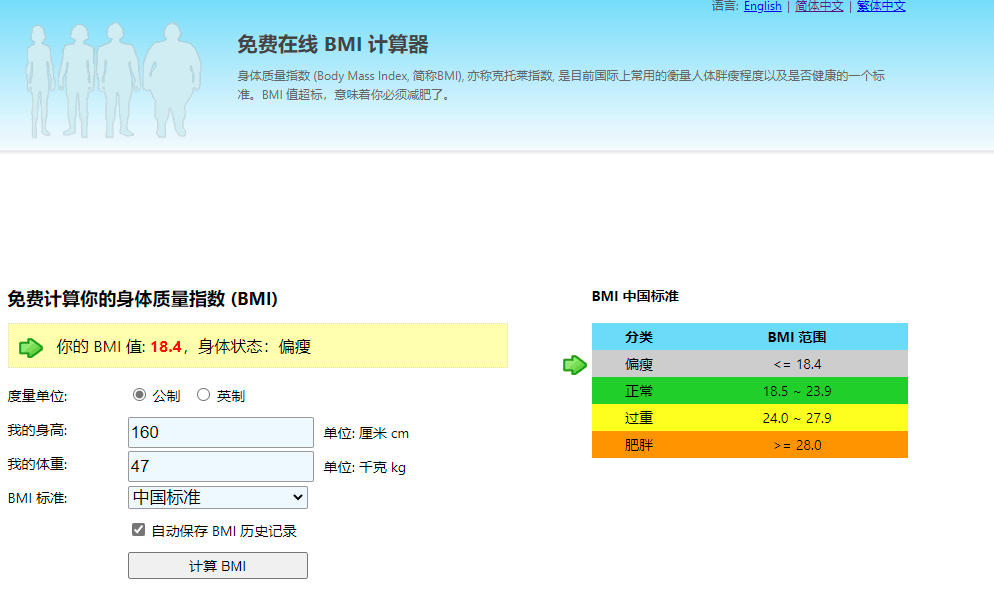 语言: English | 简体中文 | 繁体中文
免费在线 BMI 计算器
身体质量指数 (Body Mass Index, 简称BMI), 亦称克托莱指数, 是目前国际上常用的衡量人体胖瘦程度以及是否健康的一个标
准。BMI 值超标，意味着你必须减肥了。
免费计算你的身体质量指数 (BMI)
你的 BMI 值: 18.4，身体状态：偏瘦
度量单位: 公制 英制
我的身高: 160 单位: 厘米 cm
我的体重: 47 单位: 千克 kg
BMI 标准: 中国标准
自动保存 BMI 历史记录
计算 BMI
BMI 中国标准
分类 BMI 范围
偏瘦 <= 18.4
正常 18.5 ~ 23.9
过重 24.0 ~ 27.9
肥胖 >= 28.0